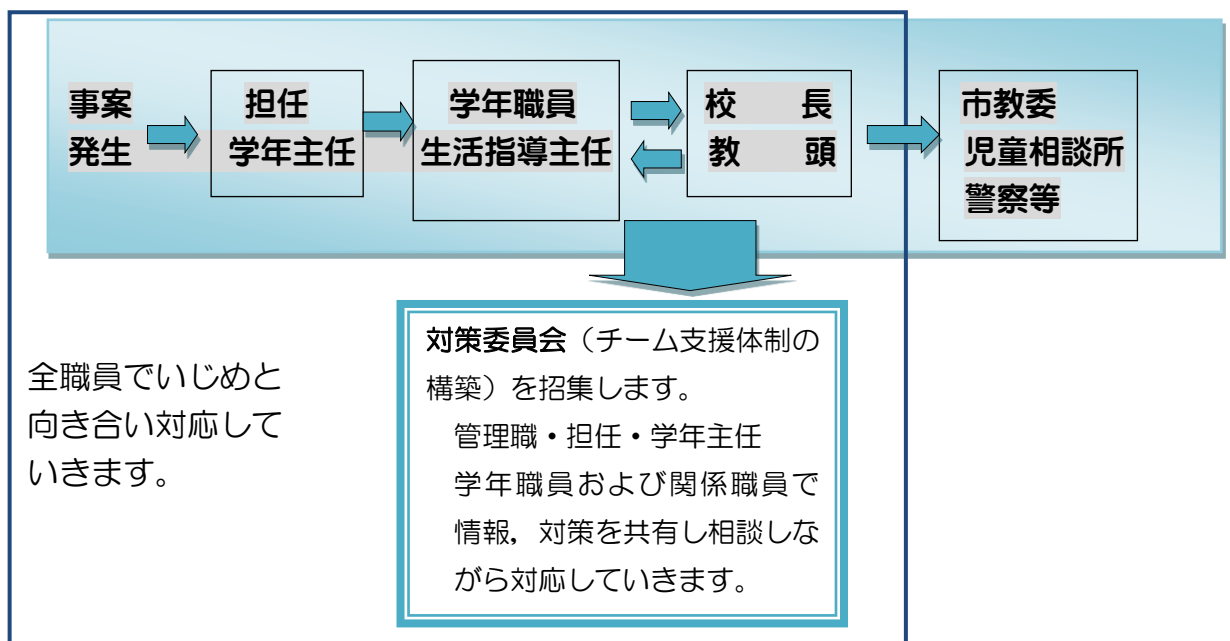 事案
発生
担任
学年主任
学年職員
生活指導主任
校　　長
教　　頭
市教委
児童相談所
警察等
全職員でいじめと
向き合い対応して
いきます。
対策委員会（チーム支援体制の
構築）を招集します。
管理職・担任・学年主任
学年職員および関係職員で
情報，対策を共有し相談しな
がら対応していきます。